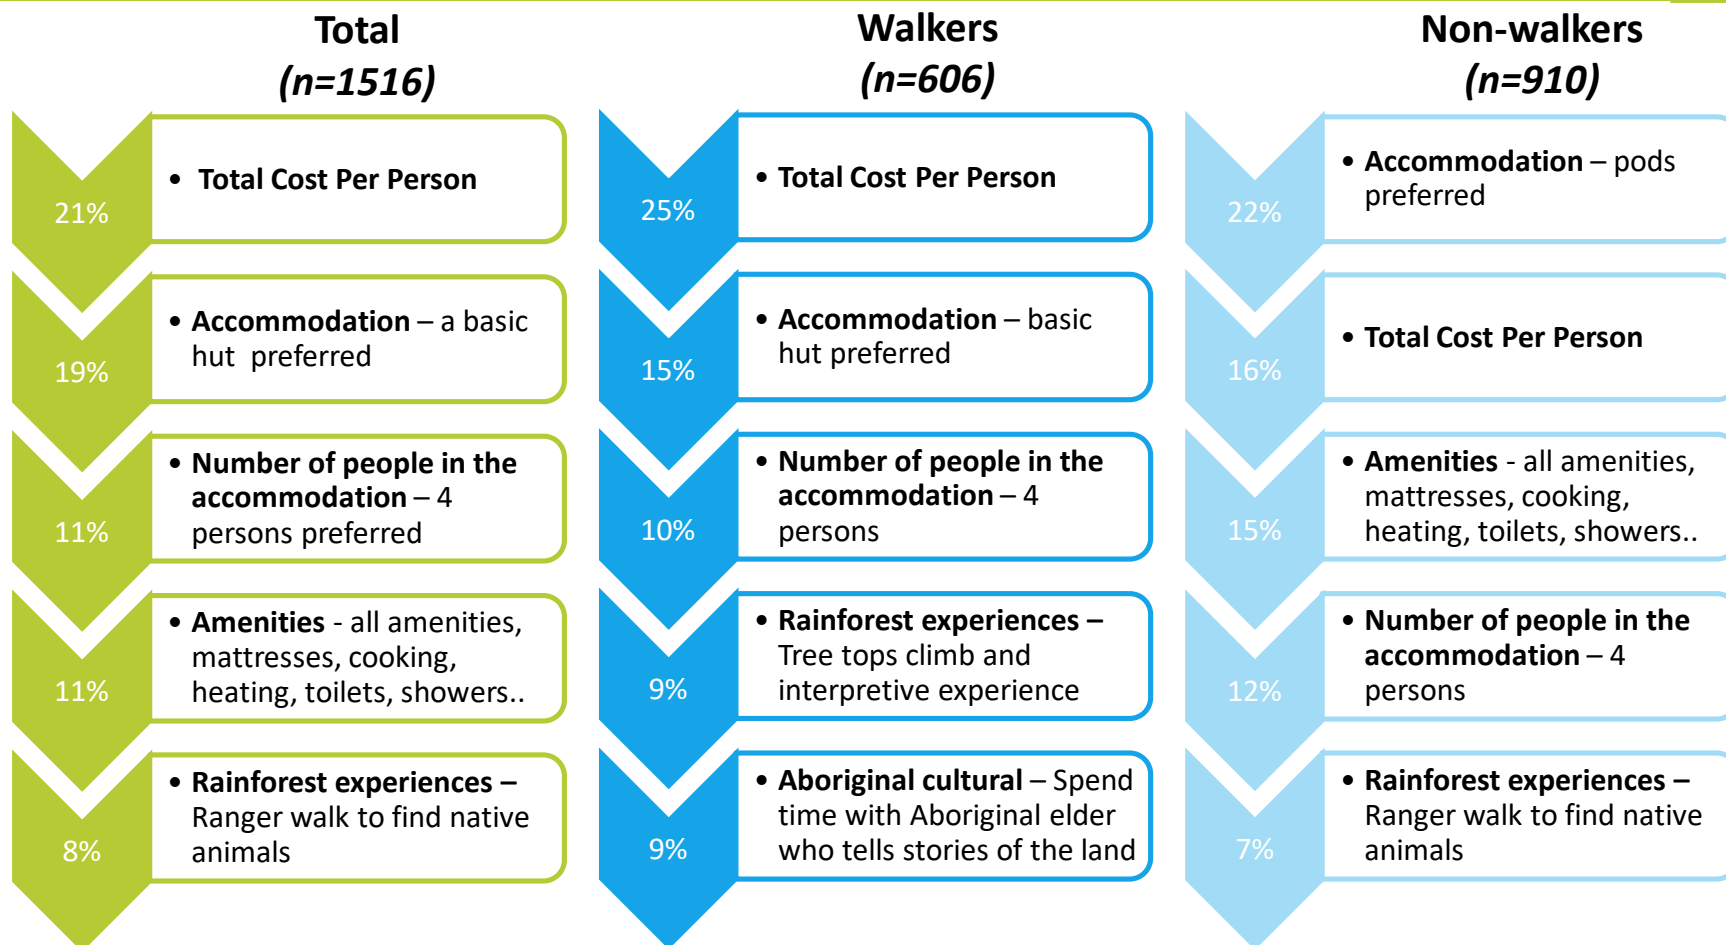 Total
(n=1516)
21%
• Total Cost Per Person
19%
• Accommodation – a basic
hut preferred
11%
• Number of people in the
accommodation – 4
persons preferred
11%
• Amenities - all amenities,
mattresses, cooking,
heating, toilets, showers..
8%
• Rainforest experiences –
Ranger walk to find native
animals
Walkers
(n=606)
25%
• Total Cost Per Person
15%
• Accommodation – basic
hut preferred
10%
• Number of people in the
accommodation – 4
persons
9%
• Rainforest experiences –
Tree tops climb and
interpretive experience
9%
• Aboriginal cultural – Spend
time with Aboriginal elder
who tells stories of the land
Non-walkers
(n=910)
22%
• Accommodation – pods
preferred
16%
• Total Cost Per Person
15%
• Amenities - all amenities,
mattresses, cooking,
heating, toilets, showers..
12%
• Number of people in the
accommodation – 4
persons
7%
• Rainforest experiences –
Ranger walk to find native
animals